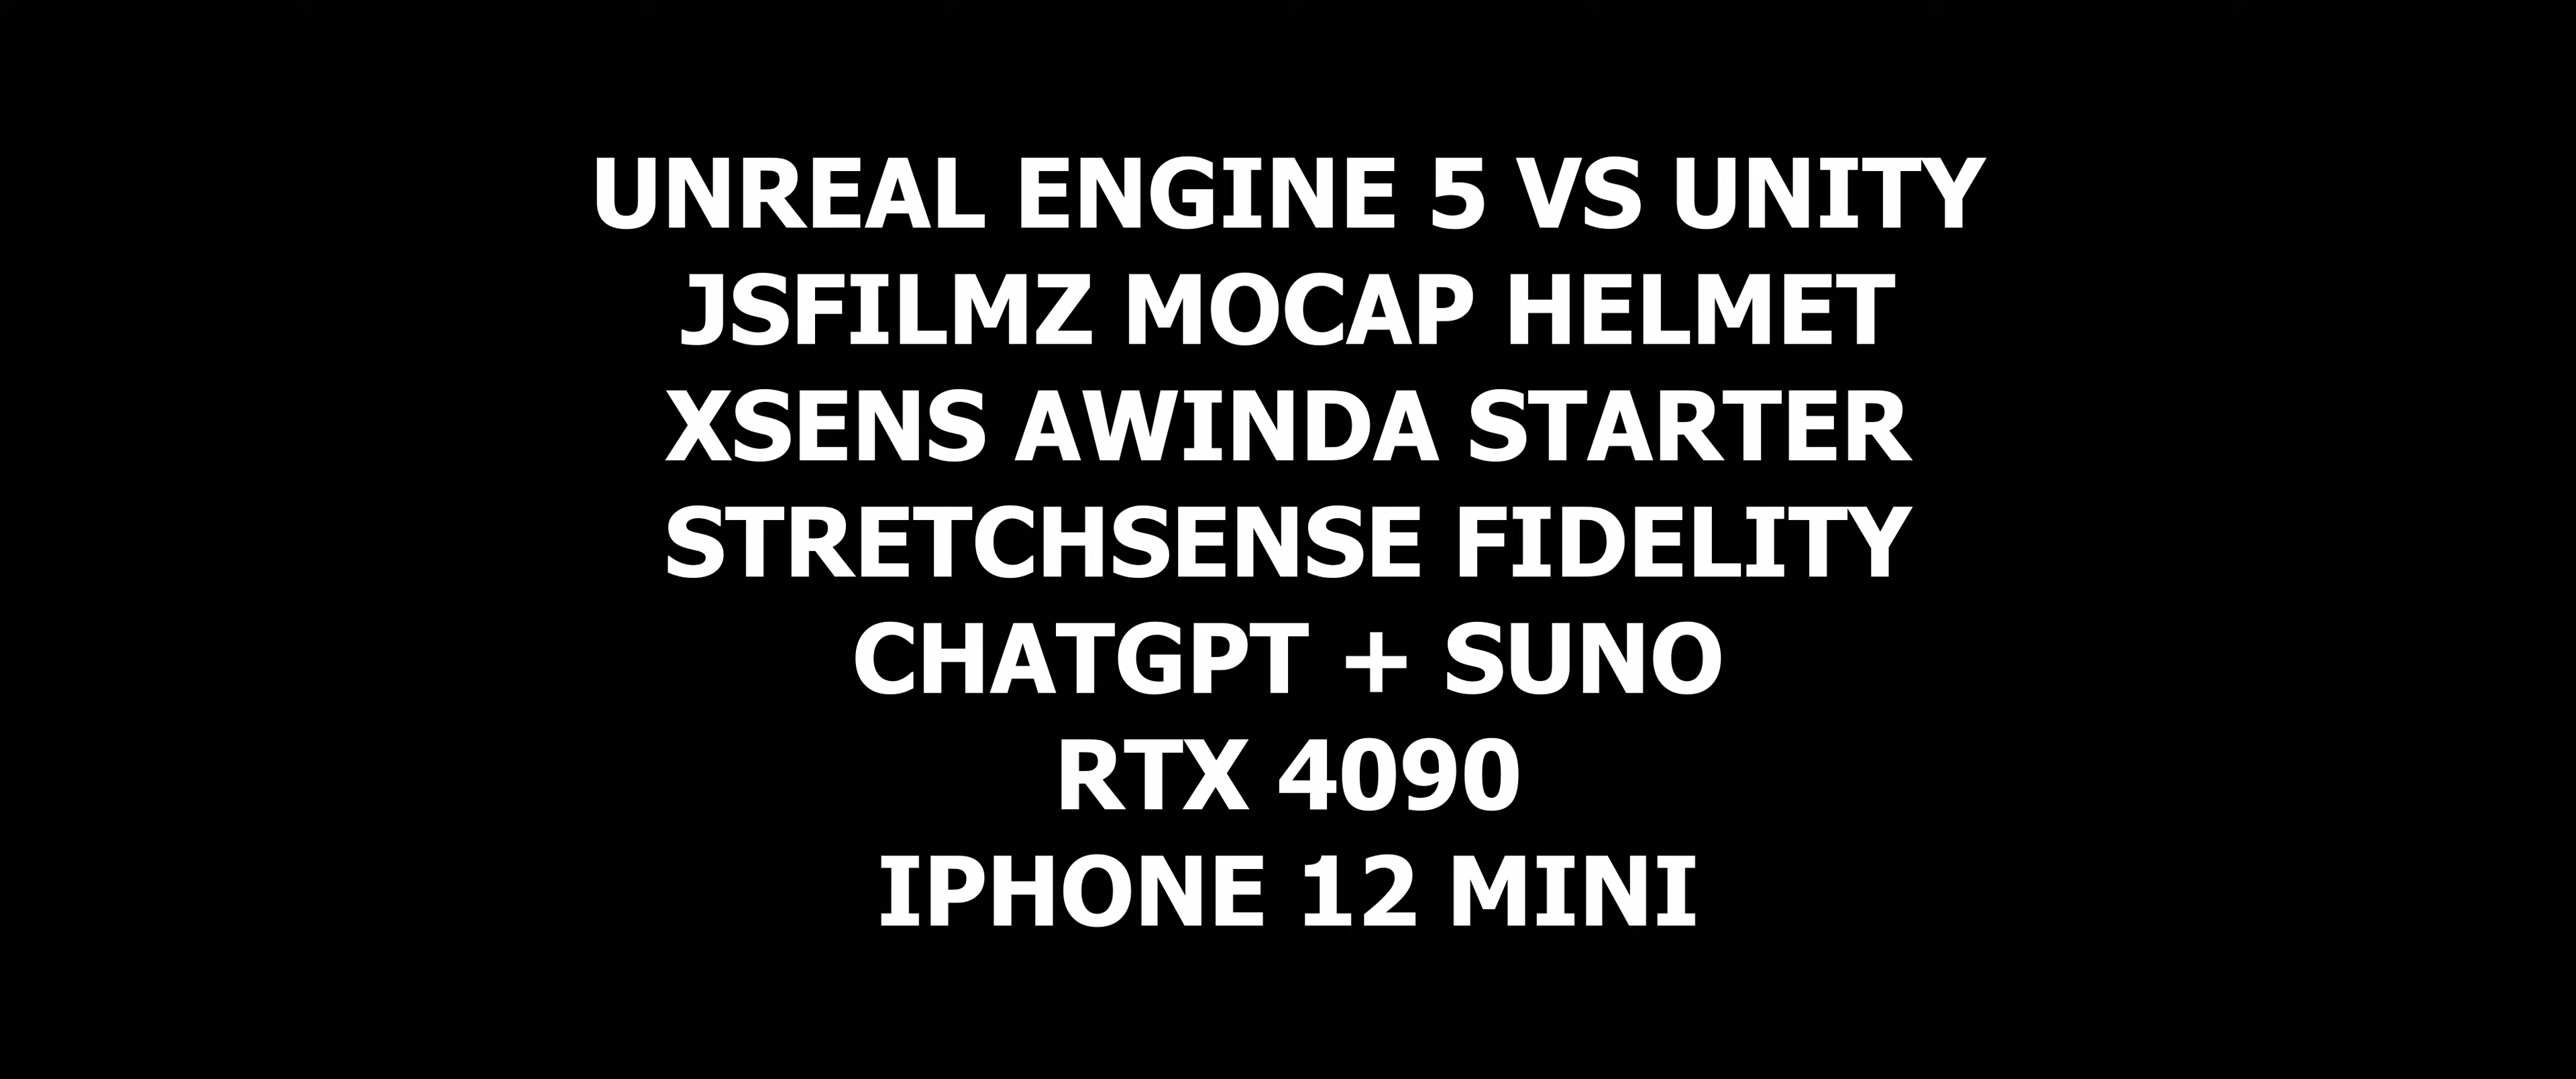 UNREAL ENGINE 5 VS UNITY
JSFILMZ MOCAP HELMET
XSENS AWINDA STARTER
STRETCHSENSE FIDELITY
CHATGPT + SUNO
RTX 4090
IPHONE 12 MINI